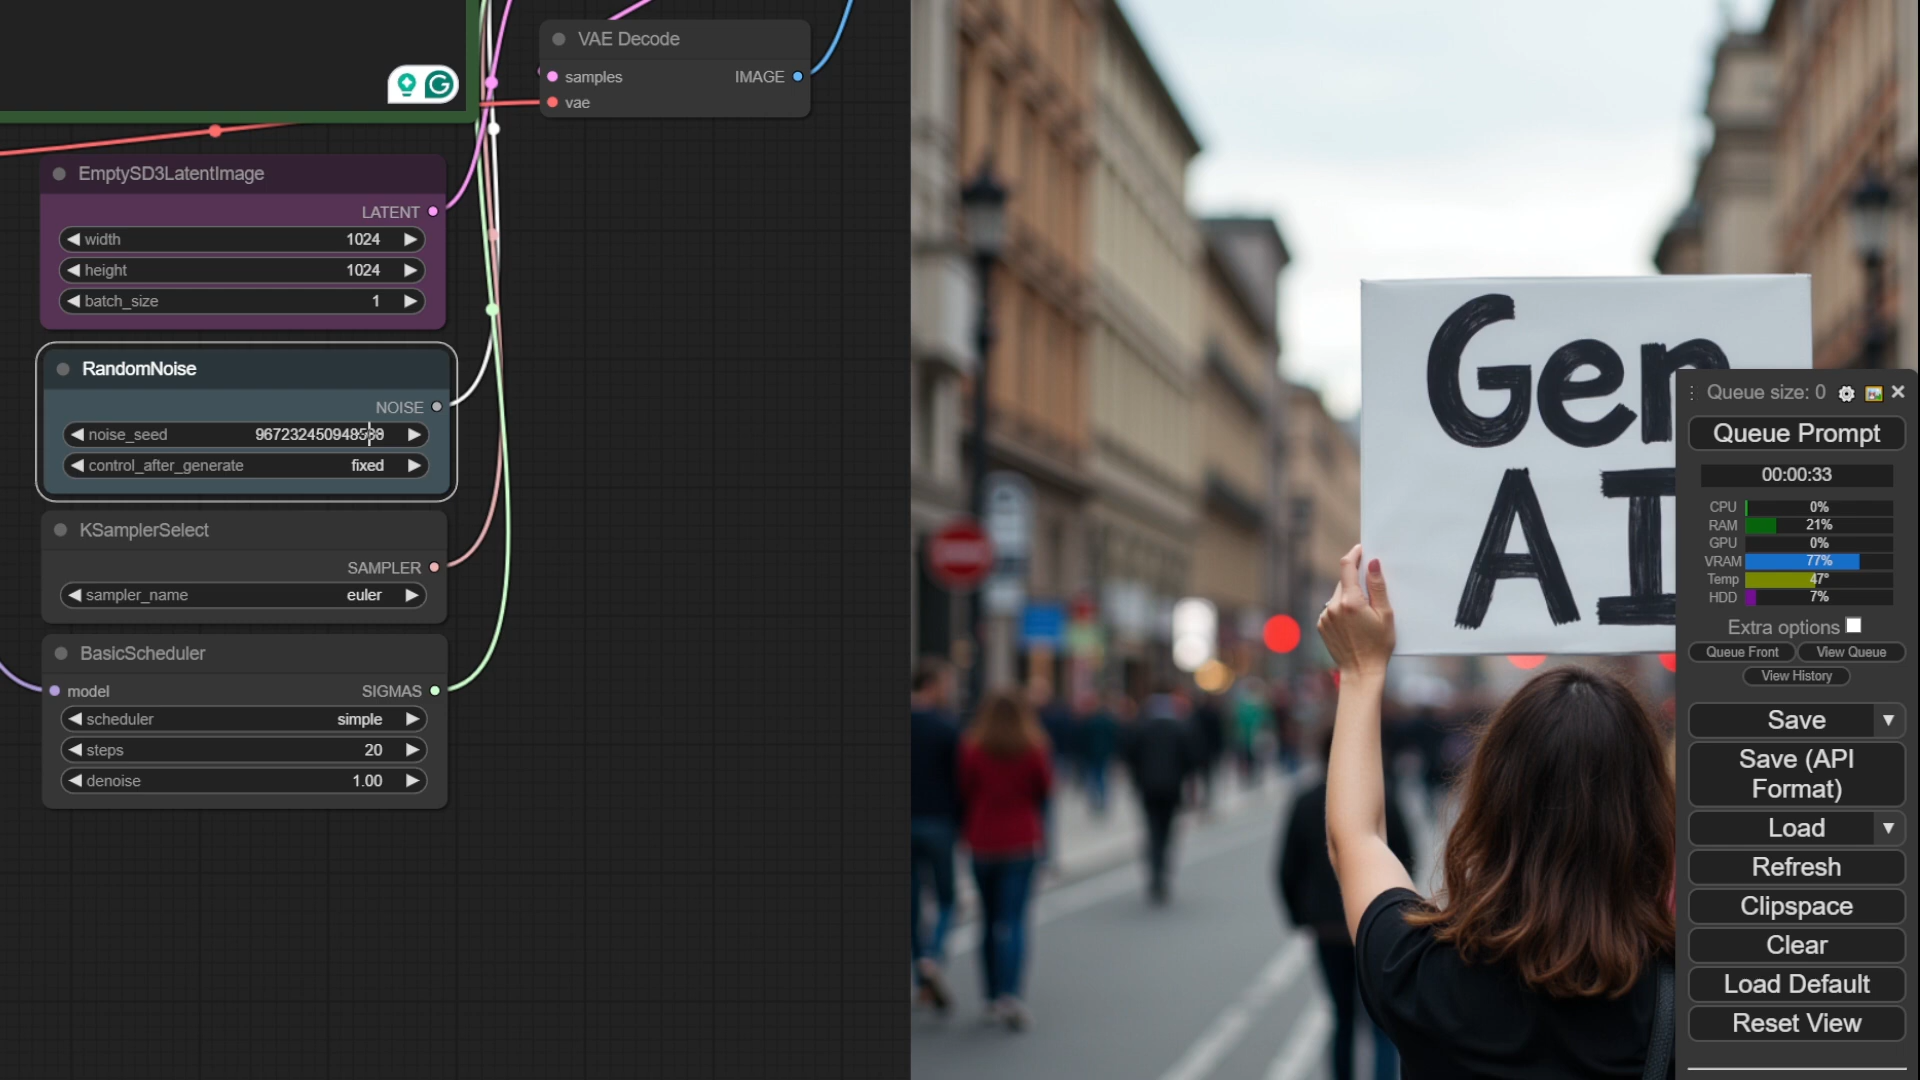 VAE Decode
samples IMAGE
vae
EmptySD3LatentImage
LATENT
width 1024
height 1024
batch_size 1
RandomNoise
NOISE
noise_seed
control_after_generate fixed
KSamplerSelect
SAMPLER
sampler_name euler
BasicScheduler
model SIGMAS
scheduler simple
steps 20
denoise 1.00
Gen
AI
Queue size: 0
Queue Prompt
00:00:33
CPU 0%
RAM 21%
GPU 0%
VRAM 77%
Temp 47°
HDD 7%
Extra options
Queue Front View Queue
View History
Save
Save (API
Format)
Load
Refresh
Clipspace
Clear
Load Default
Reset View